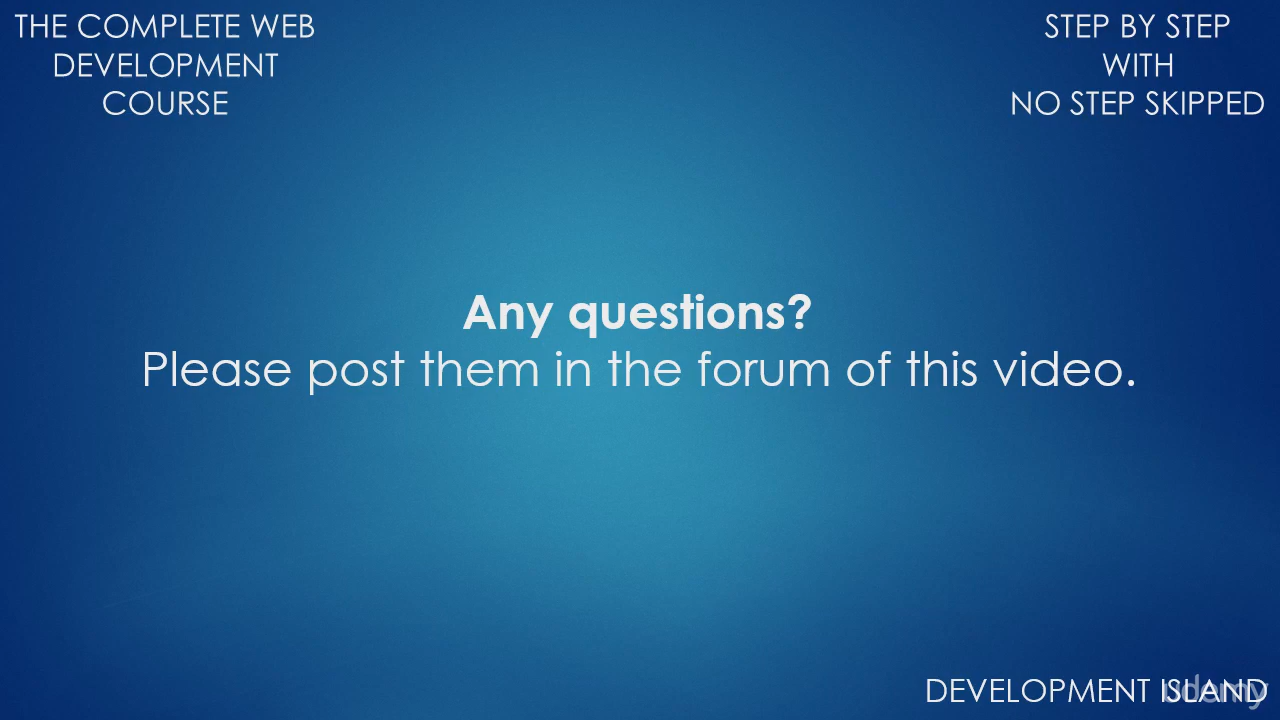 THE COMPLETE WEB
DEVELOPMENT
COURSE
STEP BY STEP
WITH
NO STEP SKIPPED
Any questions?
Please post them in the forum of this video.
DEVELOPMENT ISLAND
udemy